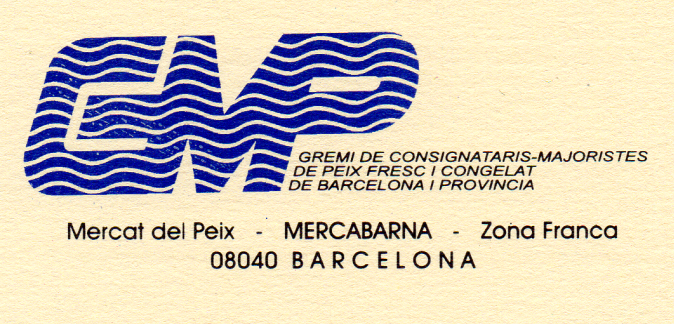 GMP
GREMI DE CONSIGNATARIS-MAJORISTES
DE PEIX FRESC I CONGELAT
DE BARCELONA I PROVINCIA
Mercat del Peix - MERCABARNA - Zona Franca
08040 BARCELONA